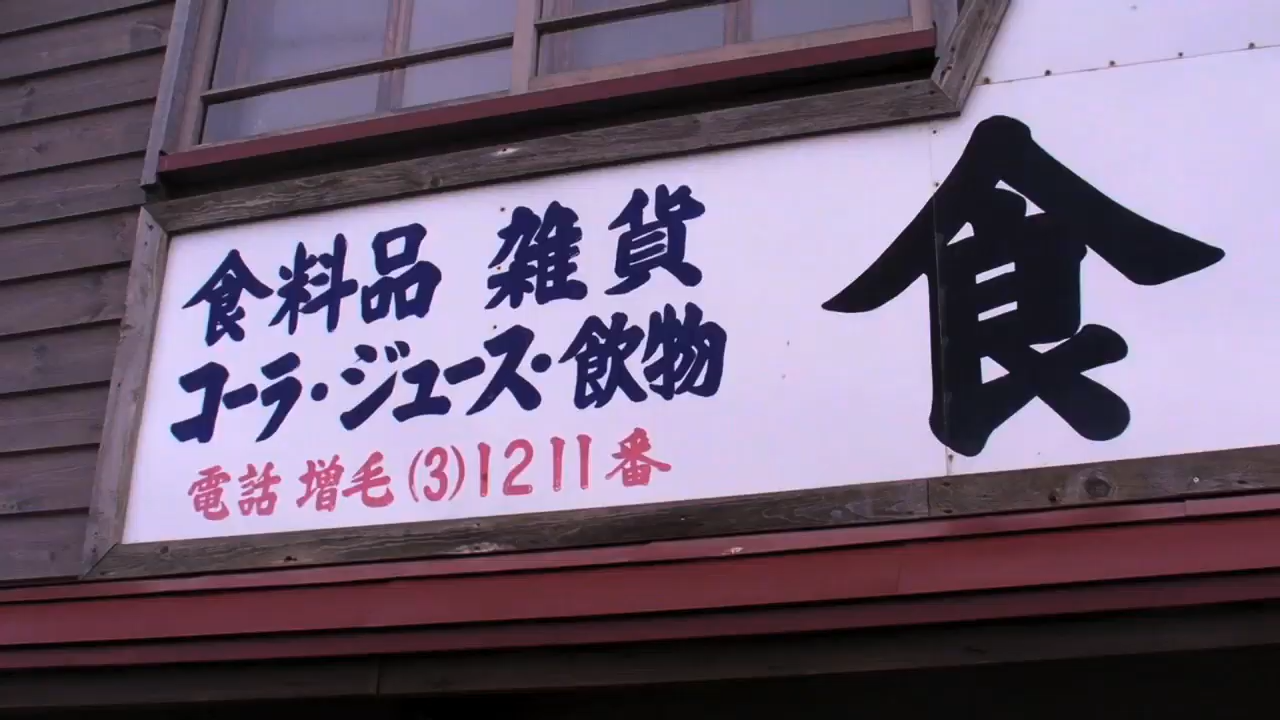 食料品 雑貨
コーラ・ジュース・飲物
電話 増毛(3)1211番
食